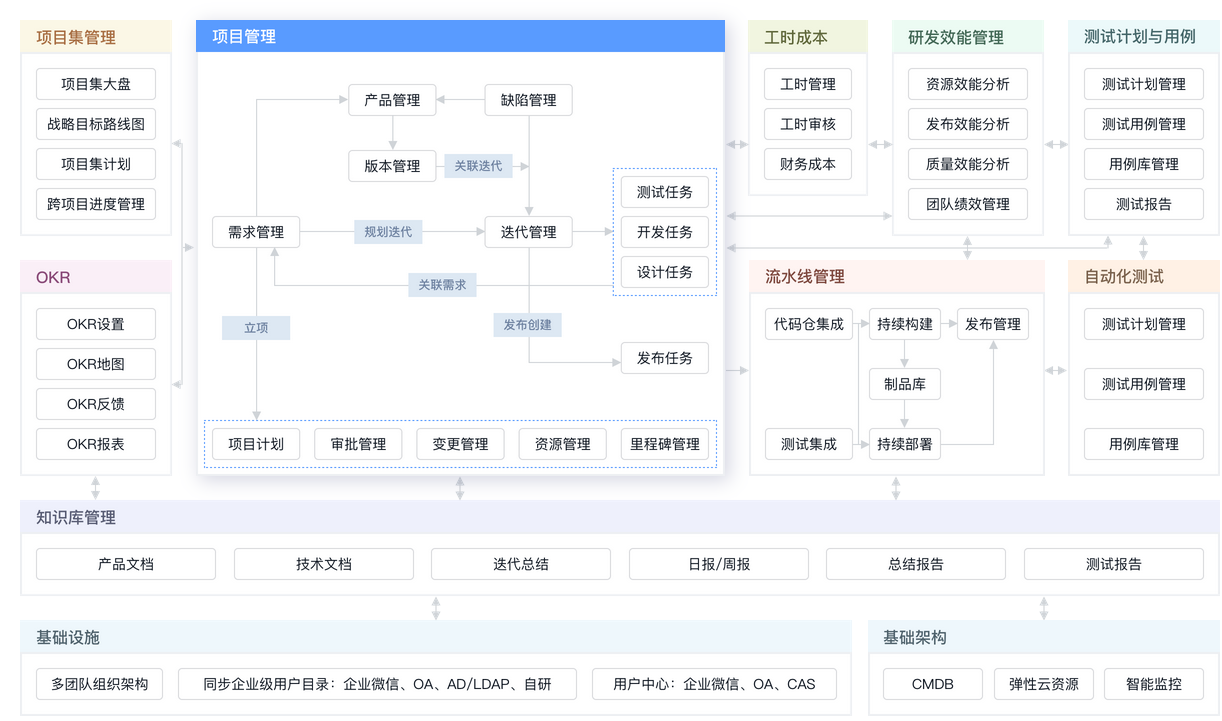 项目集管理
项目集大盘
战略目标路线图
项目集计划
跨项目进度管理
OKR
OKR设置
OKR地图
OKR反馈
OKR报表
项目管理
产品管理
缺陷管理
版本管理
关联迭代
测试任务
需求管理
规划迭代
迭代管理
开发任务
设计任务
关联需求
立项
发布创建
发布任务
项目计划
审批管理
变更管理
资源管理
里程碑管理
工时成本
工时管理
工时审核
财务成本
研发效能管理
资源效能分析
发布效能分析
质量效能分析
团队绩效管理
测试计划与用例
测试计划管理
测试用例管理
用例库管理
测试报告
流水线管理
代码仓集成
持续构建
发布管理
制品库
测试集成
持续部署
自动化测试
测试计划管理
测试用例管理
用例库管理
知识库管理
产品文档
技术文档
迭代总结
日报/周报
总结报告
测试报告
基础设施
多团队组织架构
同步企业级用户目录：企业微信、OA、AD/LDAP、自研
用户中心：企业微信、OA、CAS
基础架构
CMDB
弹性云资源
智能监控